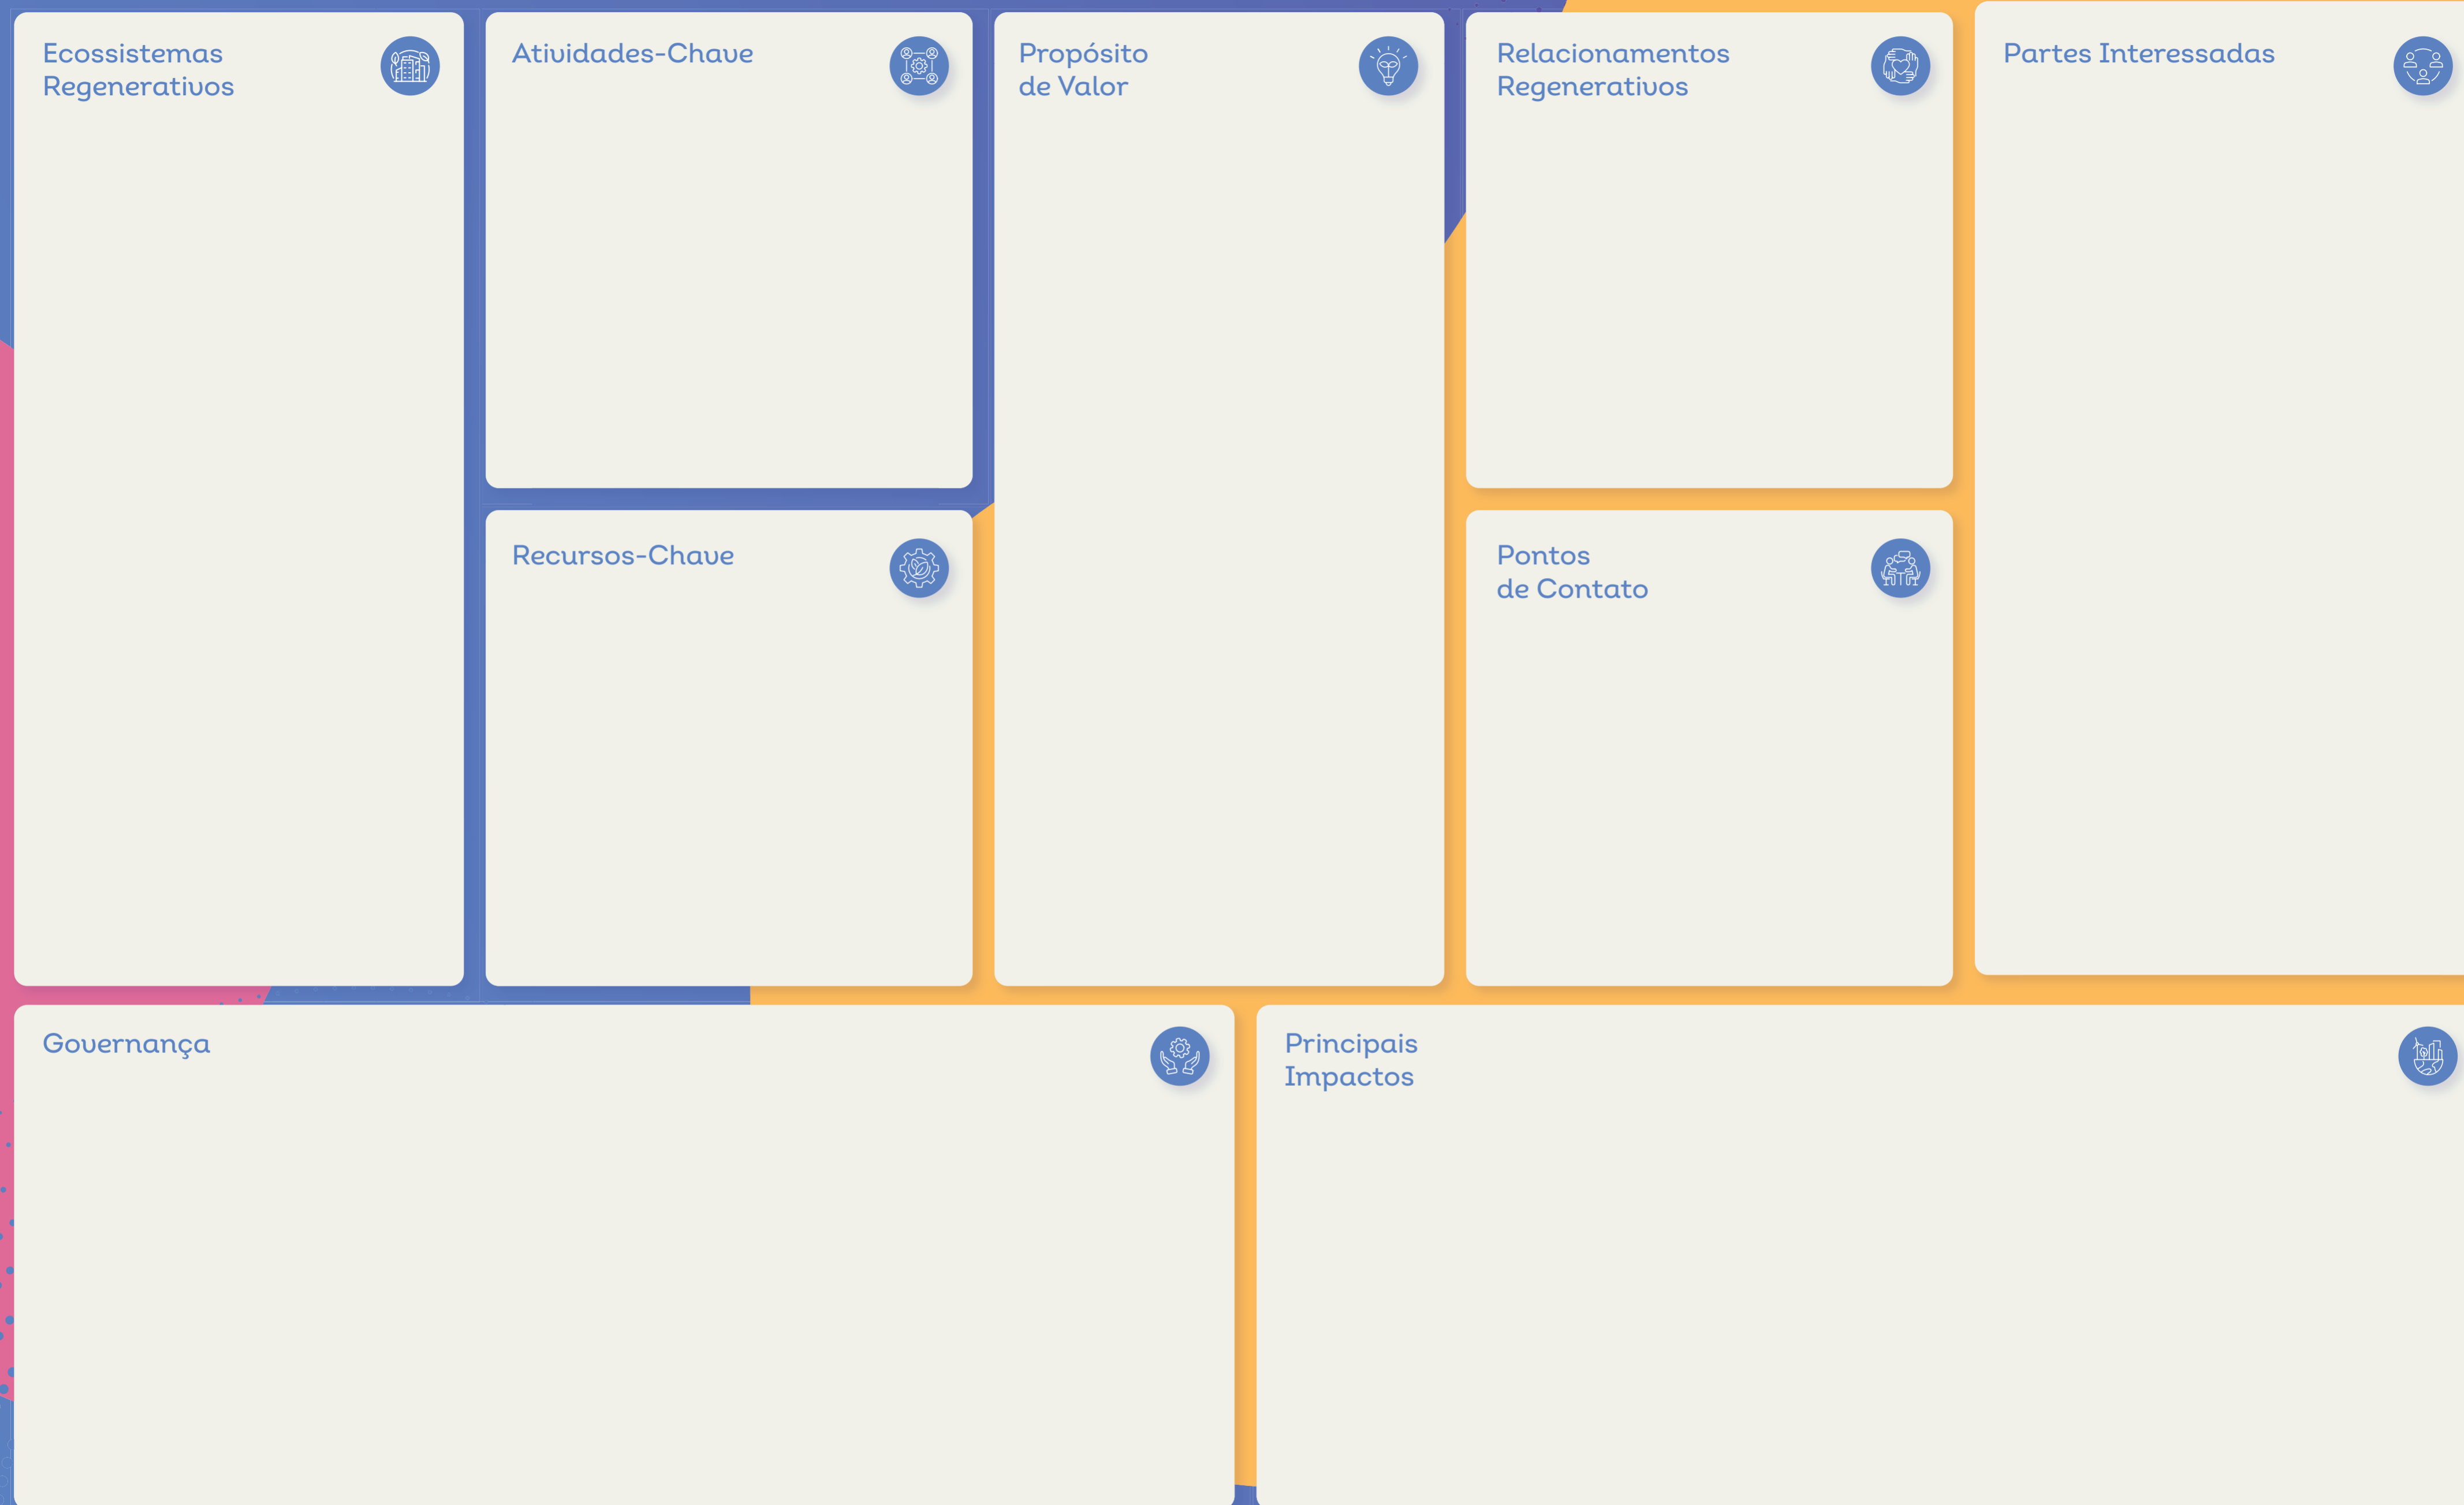 Ecossistemas
Regenerativos
Atividades-Chave
Recursos-Chave
Propósito
de Valor
Relacionamentos
Regenerativos
Pontos
de Contato
Partes Interessadas
Governança
Principais
Impactos